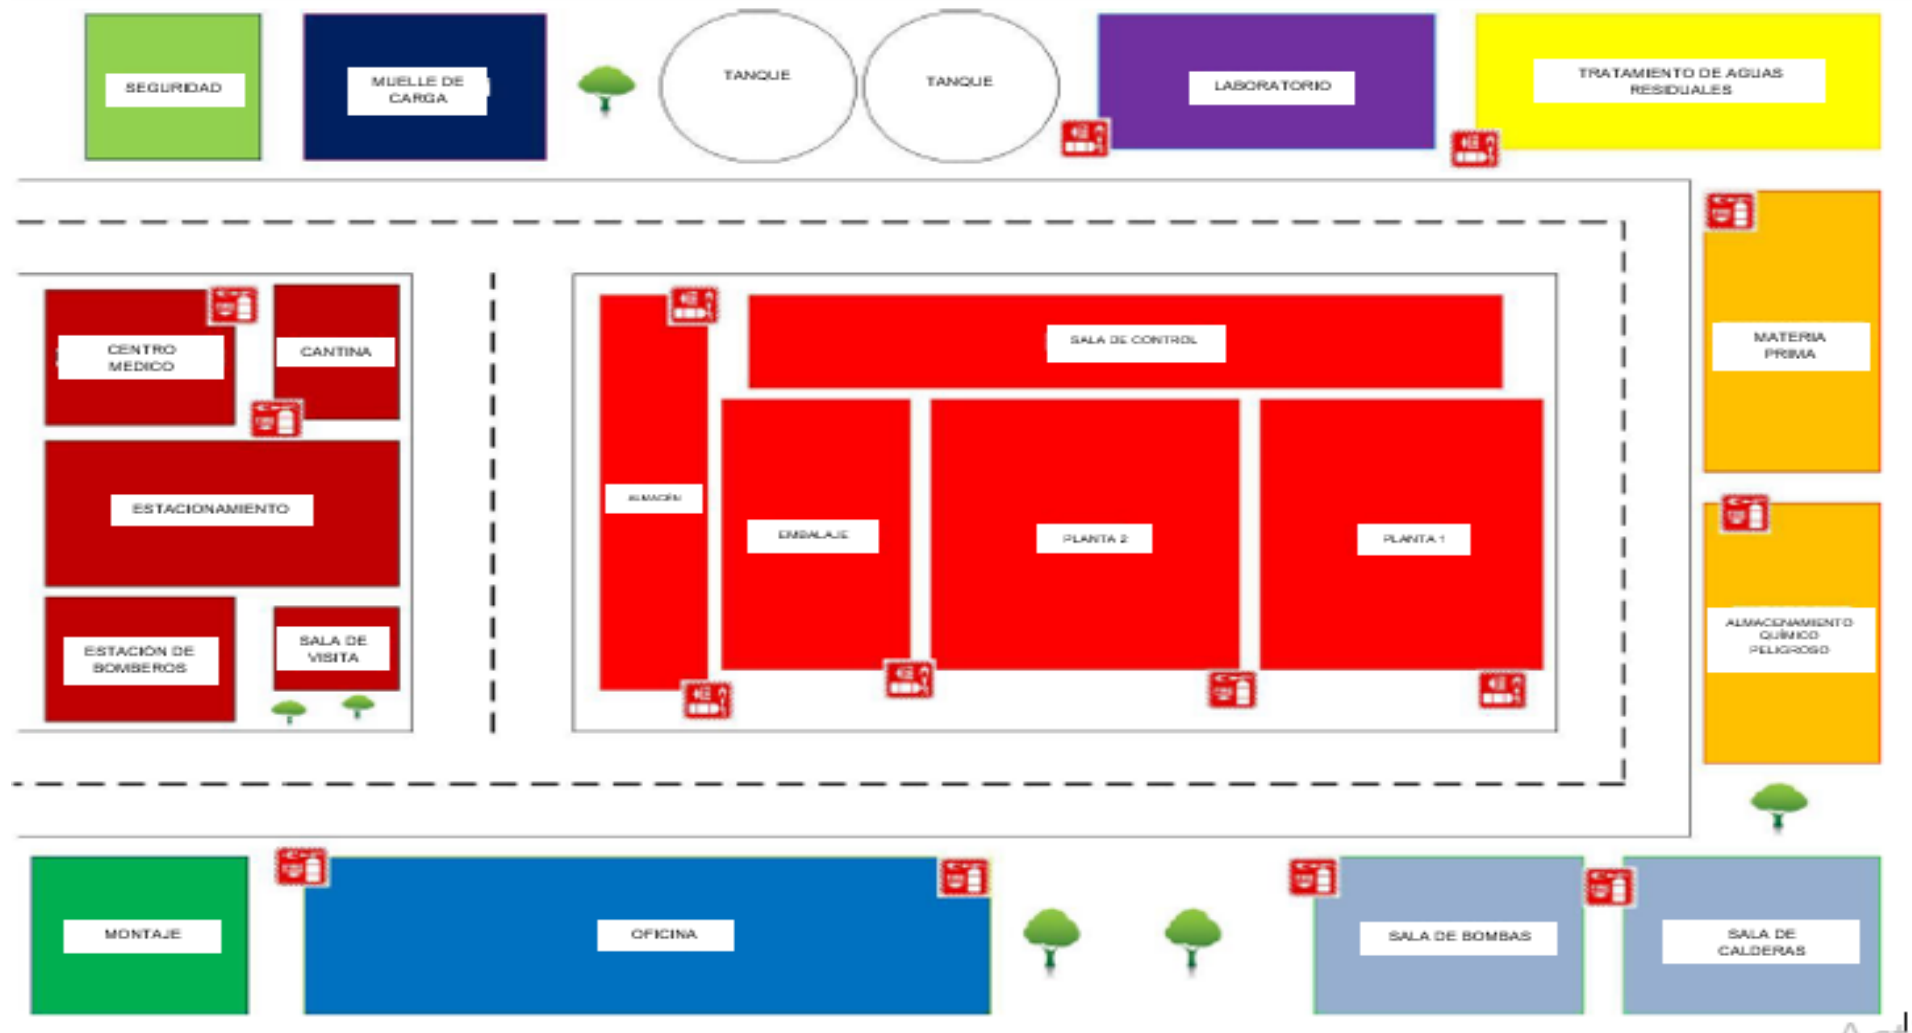 SEGURIDAD
MUELLE DE
CARGA
TANQUE
TANQUE
LABORATORIO
TRATAMIENTO DE AGUAS
RESIDUALES
CENTRO
MEDICO
CANTINA
SALA DE CONTROL
MATERIA
PRIMA
ESTACIONAMIENTO
ALMACÉN
EMBALAJE
PLANTA 2
PLANTA 1
ESTACIÓN DE
BOMBEROS
SALA DE
VISITA
ALMACENAMIENTO
QUÍMICO
PELIGROSO
MONTAJE
OFICINA
SALA DE BOMBAS
SALA DE
CALDERAS